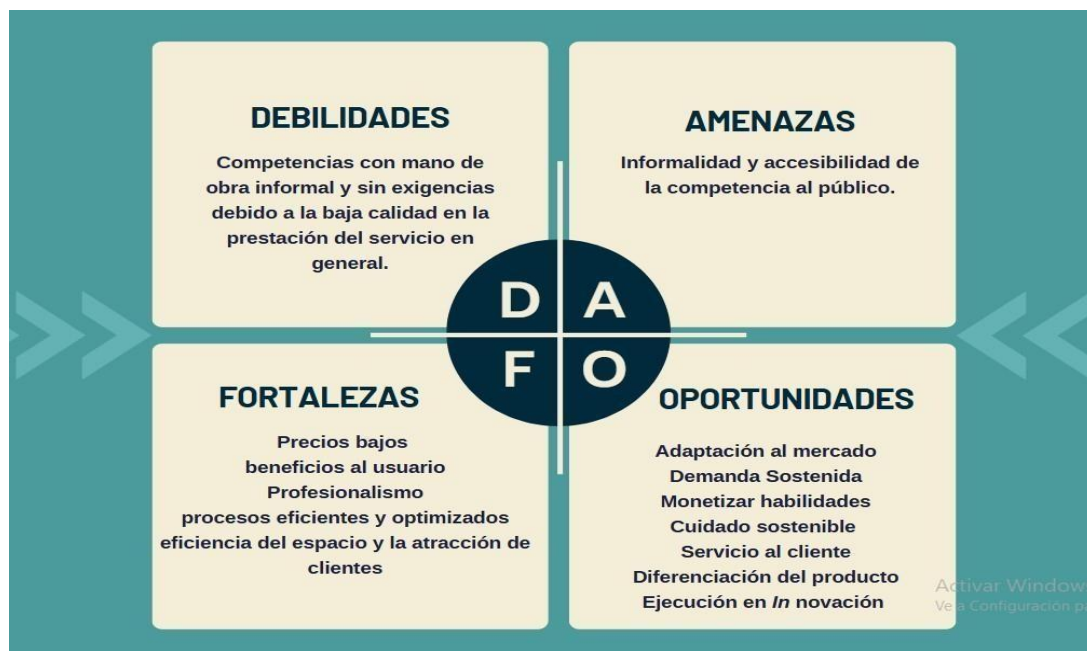 DEBILIDADES
Competencias con mano de
obra informal y sin exigencias
debido a la baja calidad en la
prestación del servicio en
general.
AMENAZAS
Informalidad y accesibilidad de
la competencia al público.
D A
F O
FORTALEZAS
Precios bajos
beneficios al usuario
Profesionalismo
procesos eficientes y optimizados
eficiencia del espacio y la atracción de
clientes
OPORTUNIDADES
Adaptación al mercado
Demanda Sostenida
Monetizar habilidades
Cuidado sostenible
Servicio al cliente
Diferenciación del producto
Ejecución en In novación
Activar Window
Ve a Configuración pa